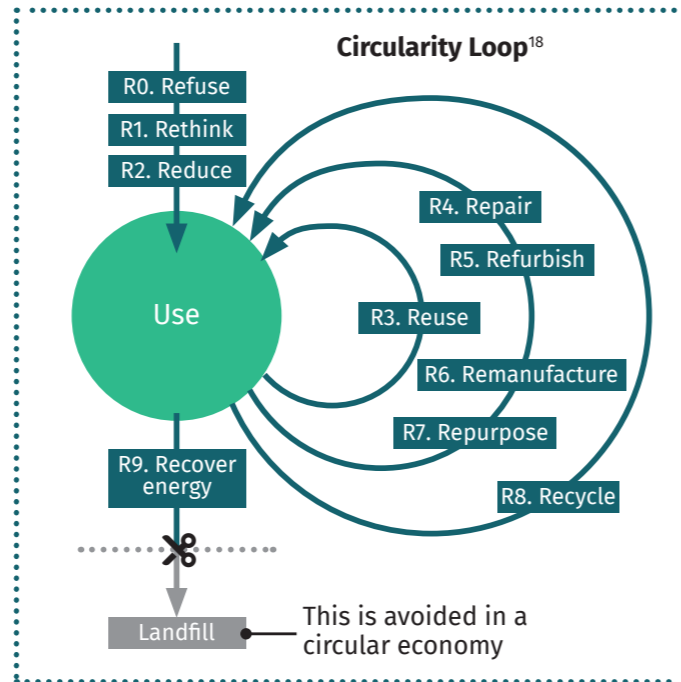 Circularity Loop18
R0. Refuse
R1. Rethink
R2. Reduce
Use
R3. Reuse
R4. Repair
R5. Refurbish
R6. Remanufacture
R7. Repurpose
R8. Recycle
R9. Recover
energy
Landfill
This is avoided in a
circular economy